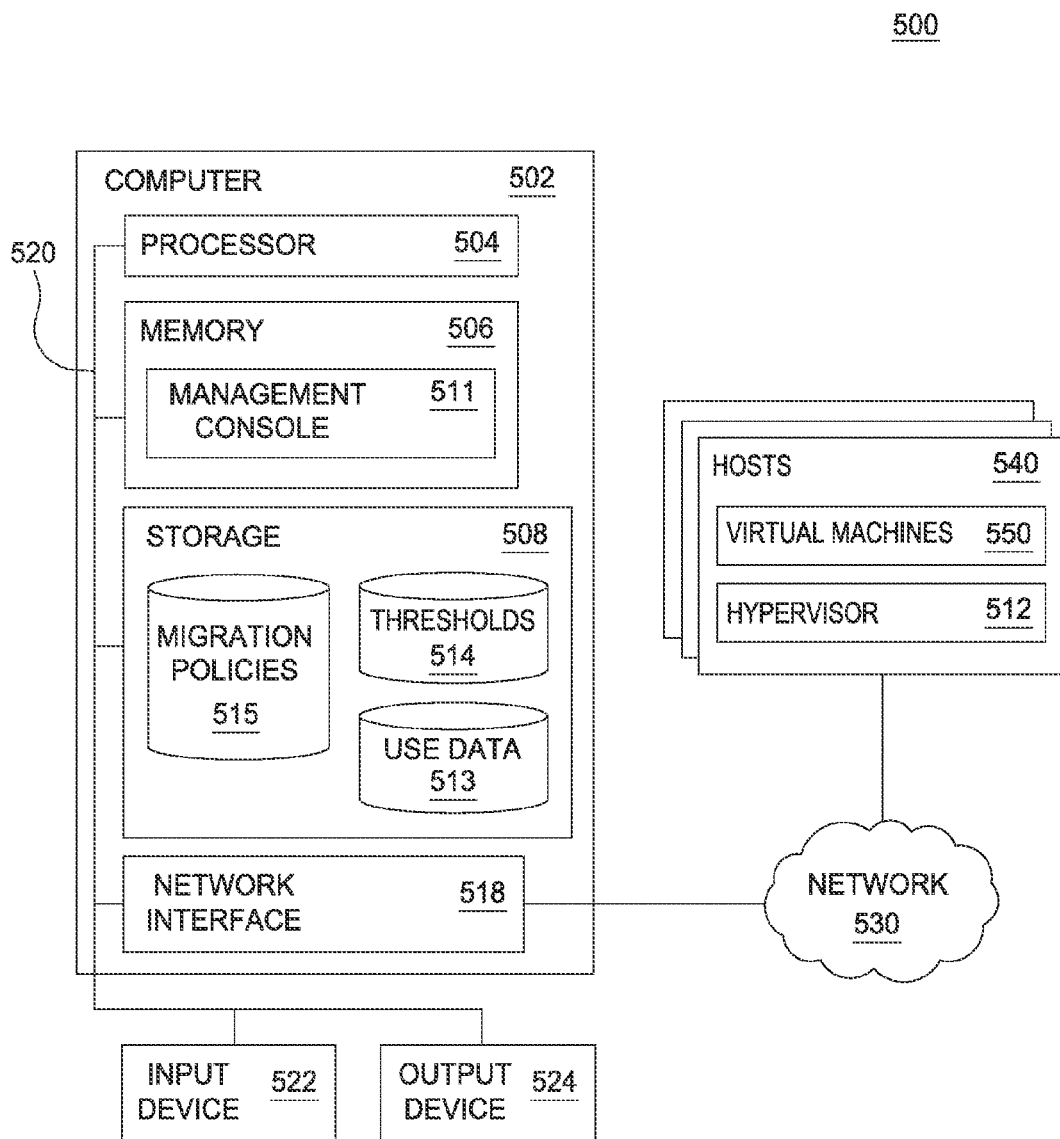 500
COMPUTER 502
PROCESSOR 504
520
MEMORY 506
MANAGEMENT 511
CONSOLE
STORAGE 508
MIGRATION
POLICIES
515
THRESHOLDS
514
USE DATA
513
NETWORK 518
INTERFACE
HOSTS 540
VIRTUAL MACHINES 550
HYPERVISOR 512
NETWORK
530
INPUT 522
DEVICE
OUTPUT 524
DEVICE